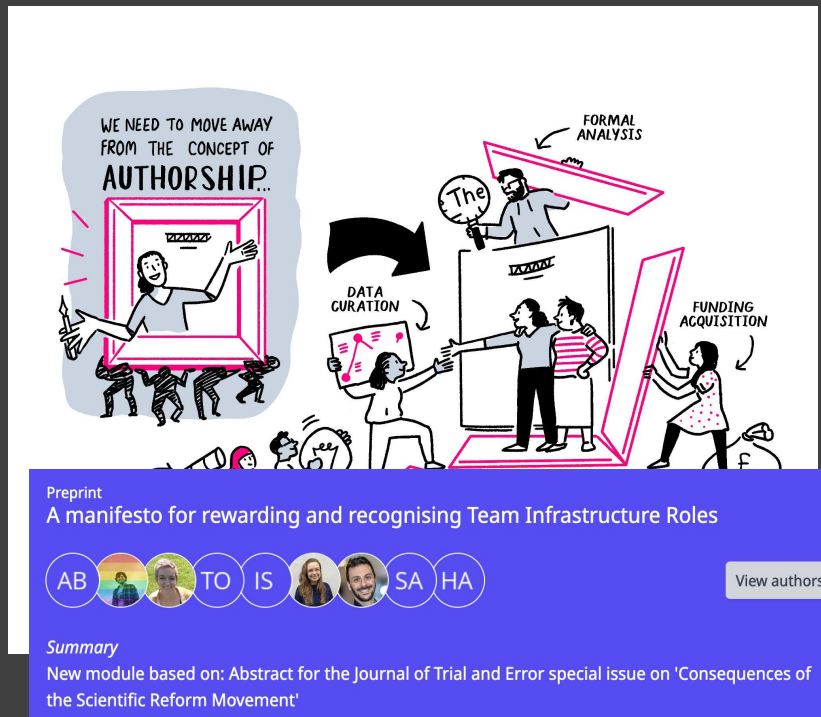 WE NEED TO MOVE AWAY
FROM THE CONCEPT OF
AUTHORSHIP...
FORMAL
ANALYSIS
The
DATA
CURATION
FUNDING
ACQUISITION
£
Preprint
A manifesto for rewarding and recognising Team Infrastructure Roles
AB TO IS SA HA
View authors
Summary
New module based on: Abstract for the Journal of Trial and Error special issue on 'Consequences of
the Scientific Reform Movement'